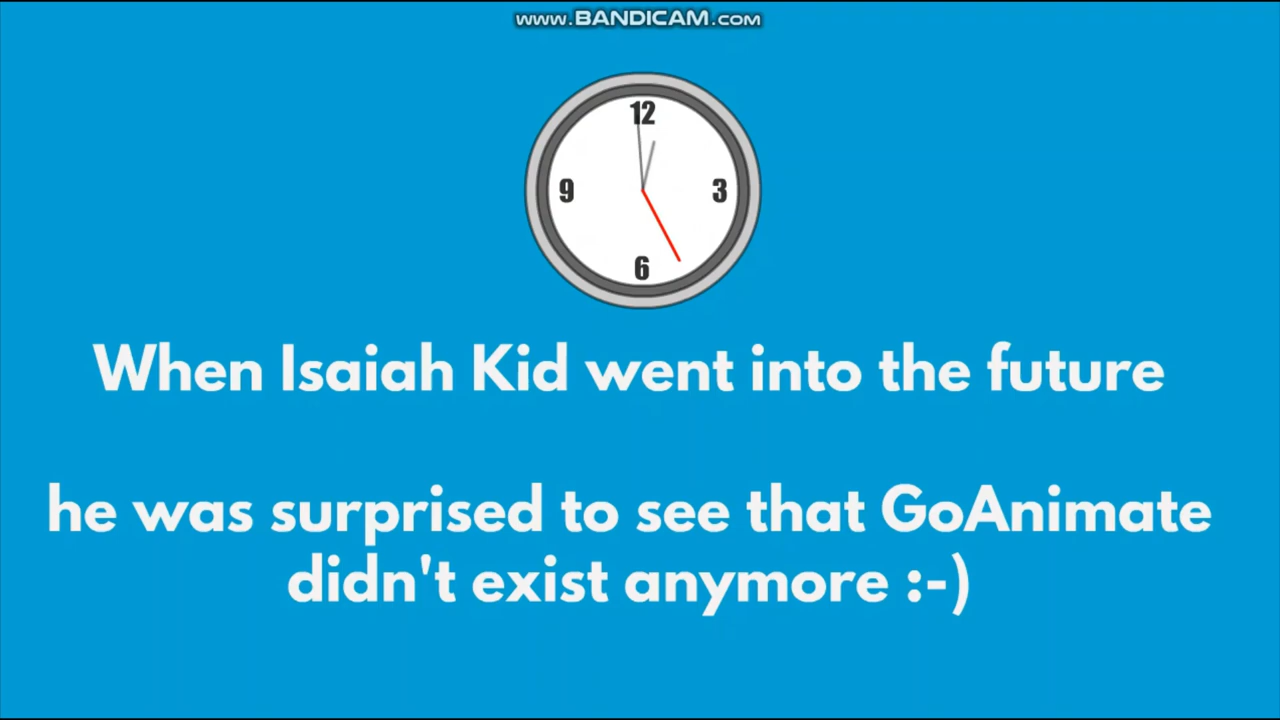 www.BANDICAM.com
12
9
3
6
When Isaiah Kid went into the future
he was surprised to see that GoAnimate
didn't exist anymore :-)